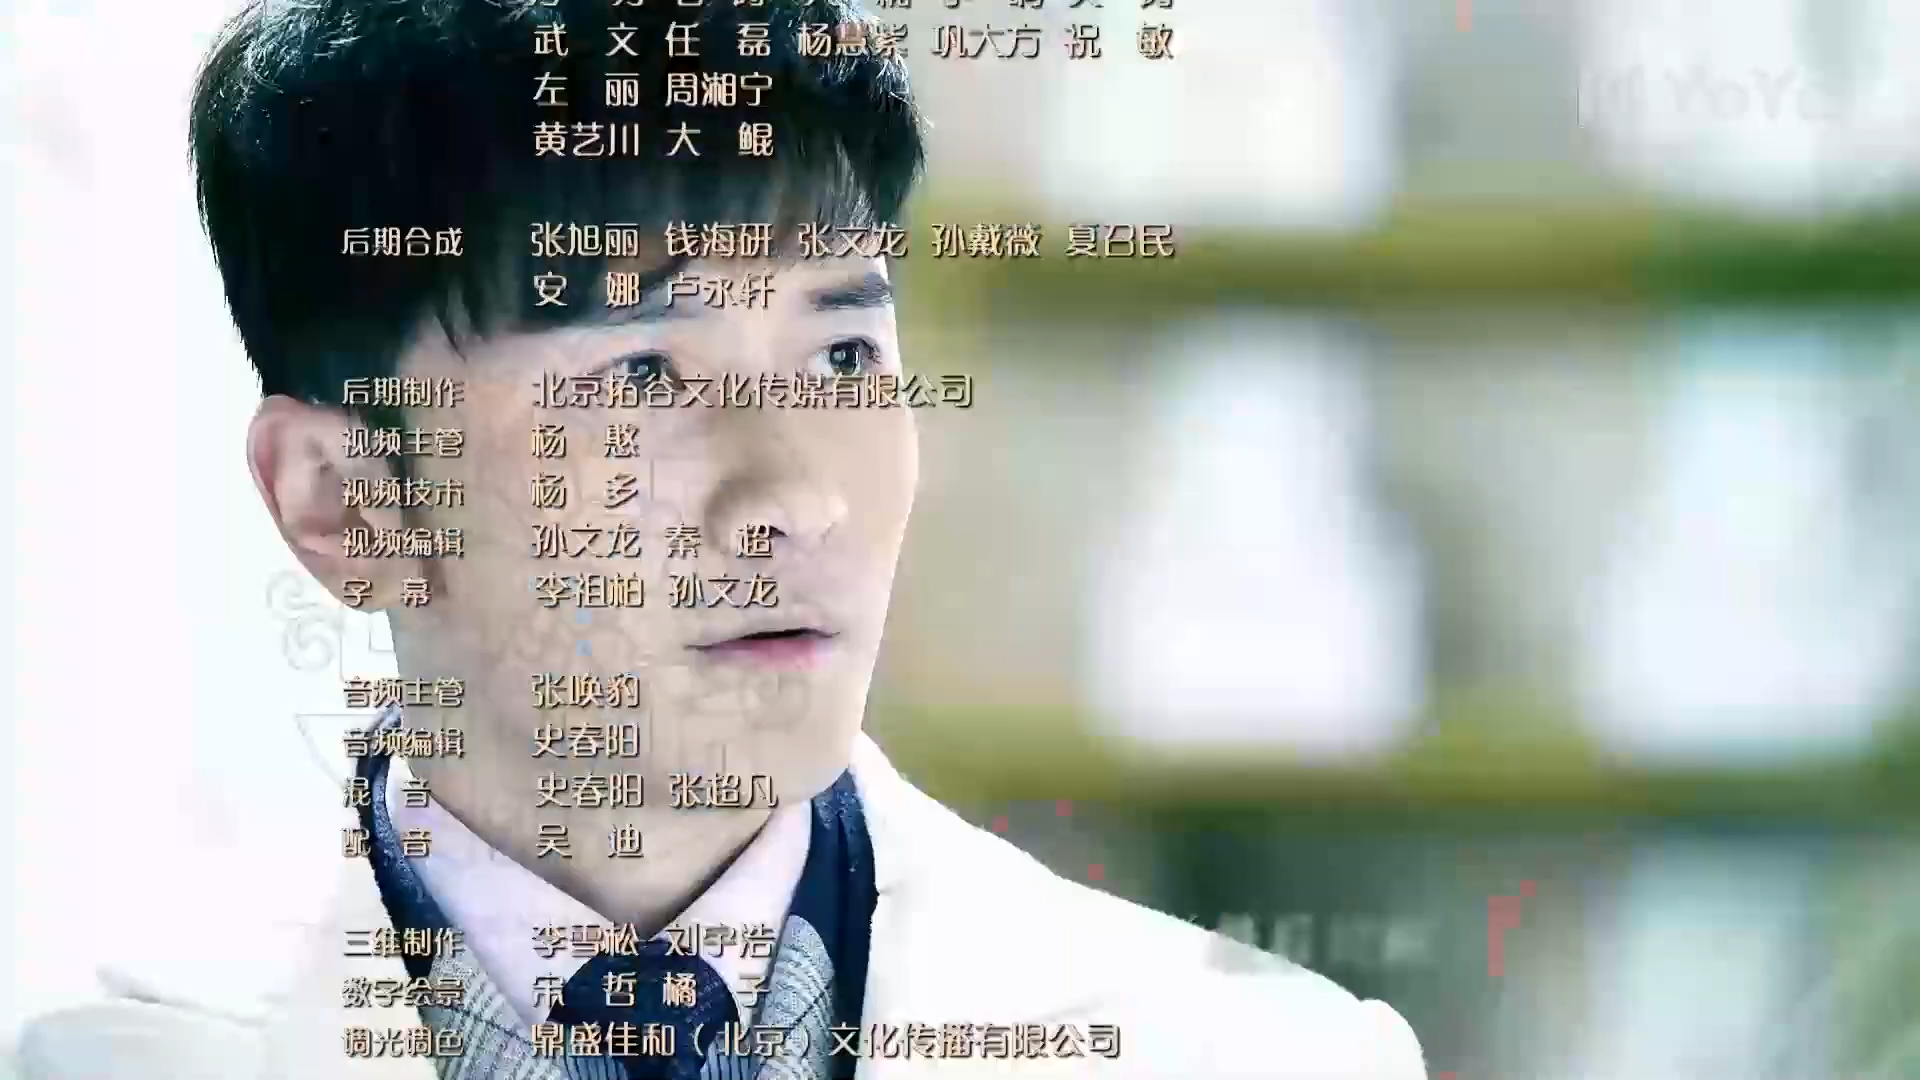 武 文 任 磊 杨慧紫 巩大方 祝 敏
左 丽 周湘宁
黄艺川 大 鲲
后期合成 张旭丽 钱海研 张文龙 孙戴薇 夏召民
安 娜 卢永轩
后期制作 北京拓谷文化传媒有限公司
视频主管 杨 憨
视频技术 杨 多
视频编辑 孙文龙 秦 超
字 幕 李祖柏 孙文龙
音频主管 张唤豹
音频编辑 史春阳
混 音 史春阳 张超凡
配 音 吴 迪
三维制作 李雪松 刘宇浩
数字绘景 宋 哲 橘 子
调光调色 鼎盛佳和（北京）文化传播有限公司
YoYo